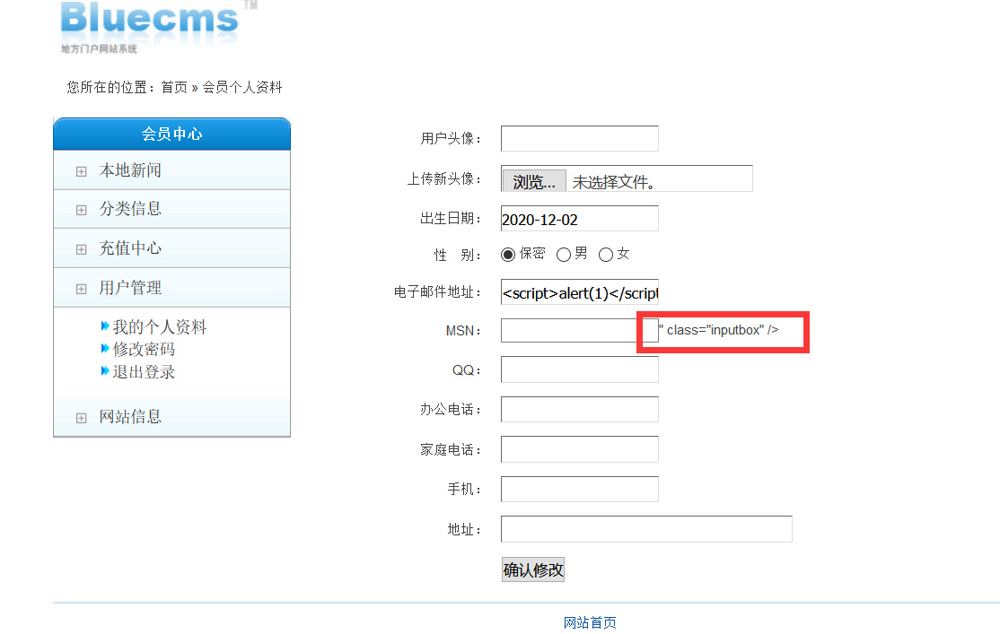 Bluecms™
地方门户网站系统
您所在的位置：首页 » 会员个人资料
会员中心
本地新闻
分类信息
充值中心
用户管理
我的个人资料
修改密码
退出登录
网站信息
用户头像：
上传新头像： 浏览... 未选择文件。
出生日期： 2020-12-02
性 别： 保密 男 女
电子邮件地址： <script>alert(1)</script
MSN： " class="inputbox" />
QQ：
办公电话：
家庭电话：
手机：
地址：
确认修改
网站首页